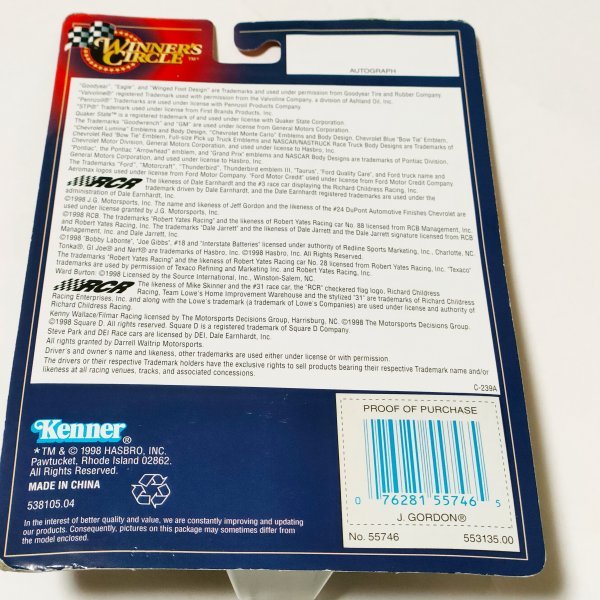 WINNER'S
CIRCLE™
AUTOGRAPH
"Goodyear", "Eagle" and "Winged Foot Design" are Trademarks and used under permission from Goodyear Tire and Rubber Company.
"Valvoline®" registered Trademark used with permission from the Valvoline Company, a division of Ashland Oil, Inc.
"Pennzoil®" Trademarks are used under license with Pennzoil Products Company.
"STP®" Trademark used under license from First Brands Products, Inc.
Quaker State™ is a registered trademark of and used under license with Quaker State Corporation.
The Trademarks "Goodwrench" and "GM" are used under license from General Motors Corporation.
"Chevrolet Lumina" Emblems and Body Design, "Chevrolet Monte Carlo" Emblems and Body Design, Chevrolet Blue "Bow Tie" Emblem,
Chevrolet Red "Bow Tie" Emblem, Full-size Pick up Truck Emblems and NASCAR/NASTRUCK Race Truck Body Designs are Trademarks of
Chevrolet Motor Division, General Motors Corporation, and used under license to Hasbro, Inc.
"Pontiac", the Pontiac "Arrowhead" emblem, and "Grand Prix" emblems and NASCAR Body Designs are trademarks of Pontiac Division,
General Motors Corporation, and used under license to Hasbro, Inc.
The Trademarks "Ford", "Motorcraft", "Thunderbird", Thunderbird emblem III, "Taurus", "Ford Quality Care", and Ford truck name and
Aeromax logos used under license from Ford Motor Company. Ford Motor Credit" used under license from Ford Motor Credit Company.
RCR The likeness of Dale Earnhardt and the #3 race car displaying the Richard Childress Racing, Inc.
trademark driven by Dale Earnhardt, and the Dale Earnhardt registered trademarks are used under the
administration of Dale Earnhardt, Inc.
©1998 J.G. Motorsports, Inc. The name and likeness of Jeff Gordon and the likeness of the #24 DuPont Automotive Finishes Chevrolet are
used under license granted by J.G. Motorsports, Inc.
©1998 RCB. The trademarks "Robert Yates Racing" and the likeness of Robert Yates Racing car No. 88 licensed from RCB Management, Inc.
and Robert Yates Racing, Inc. The trademarks "Dale Jarrett" and the likeness of Dale Jarrett and the Dale Jarrett signature licensed from RCB
Management, Inc. and Dale Jarrett.
©1998 'Bobby Labonte', 'Joe Gibbs', #18 and "Interstate Batteries" licensed under authority of Redline Sports Marketing, Inc., Charlotte, NC
Tonka®, GI Joe® and Nerf® are trademarks of Hasbro, Inc. ©1998 Hasbro, Inc. All Rights Reserved.
The trademarks "Robert Yates Racing" and the likeness of Robert Yates Racing car No. 28 licensed from Robert Yates Racing, Inc. "Texaco"
trademarks are used by permission of Texaco Refining and Marketing Inc. and Robert Yates Racing, Inc.
Ward Burton: ©1998 Licensed by The Source International, Inc., Winston-Salem, NC.
RCR The likeness of Mike Skinner and the #31 race car, the "RCR" checkered flag logo, Richard Childress
Racing, Team Lowe's Home Improvement Warehouse and the stylized "31" are trademarks of Richard Childress
Racing Enterprises, Inc. and along with the Lowe's trademark (a trademark of Lowe's Companies) are used under license and authority of
Richard Childress Racing.
Kenny Wallace/Filmar Racing licensed by The Motorsports Decisions Group, Harrisburg, NC. ©1998 The Motorsports Decisions Group.
©1998 Square D. All rights reserved. Square D is a registered trademark of Square D Company.
Steve Park and DEI Race cars are licensed by DEI, Dale Earnhardt, Inc.
All rights granted by Darrell Waltrip Motorsports.
Driver's and owner's name and likeness, other trademarks are used either under license or with permission.
The drivers or their respective Trademark holders have the exclusive rights to sell products bearing their respective Trademark name and/or
likeness at all racing venues, tracks, and associated concessions.
C-239A
Kenner®
*TM & © 1998 HASBRO, INC.
Pawtucket, Rhode Island 02862.
All Rights Reserved.
MADE IN CHINA
538105.04
In the interest of better quality and value, we are constantly improving and updating
our products. Consequently, pictures on this package may sometimes differ from
the model enclosed.
PROOF OF PURCHASE
0 76281 55746 5
J. GORDON®
No. 55746 553135.00